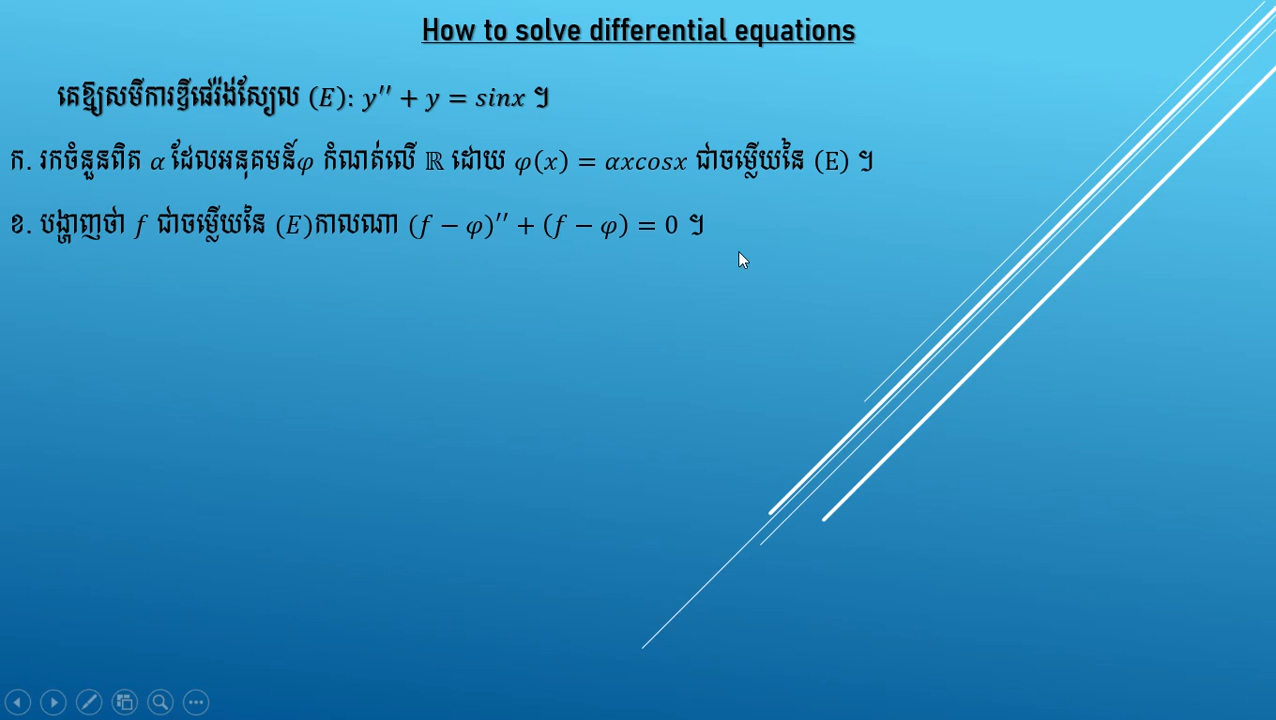 How to solve differential equations
គេឱ្យសមីការឌីផេរ៉ង់ស្យែល (E): y′′ + y = sinx ។
ក. រកចំនួនពិត α ដែលអនុគមន៍φ កំណត់លើ ℝ ដោយ φ(x) = αxcosx ជាចម្លើយនៃ (E) ។
ខ. បង្ហាញថា f ជាចម្លើយនៃ (E)កាលណា (f − φ)′′ + (f − φ) = 0 ។